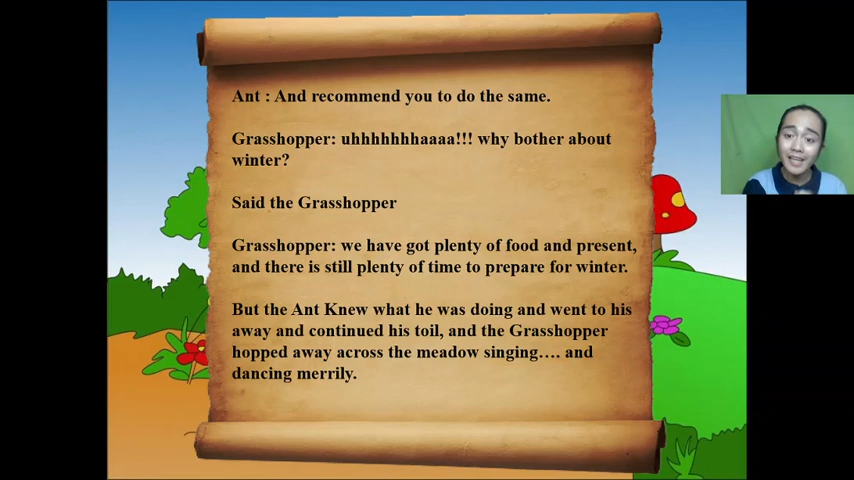 Ant : And recommend you to do the same.
Grasshopper: uhhhhhhhaaaa!!! why bother about
winter?
Said the Grasshopper
Grasshopper: we have got plenty of food and present,
and there is still plenty of time to prepare for winter.
But the Ant Knew what he was doing and went to his
away and continued his toil, and the Grasshopper
hopped away across the meadow singing…. and
dancing merrily.